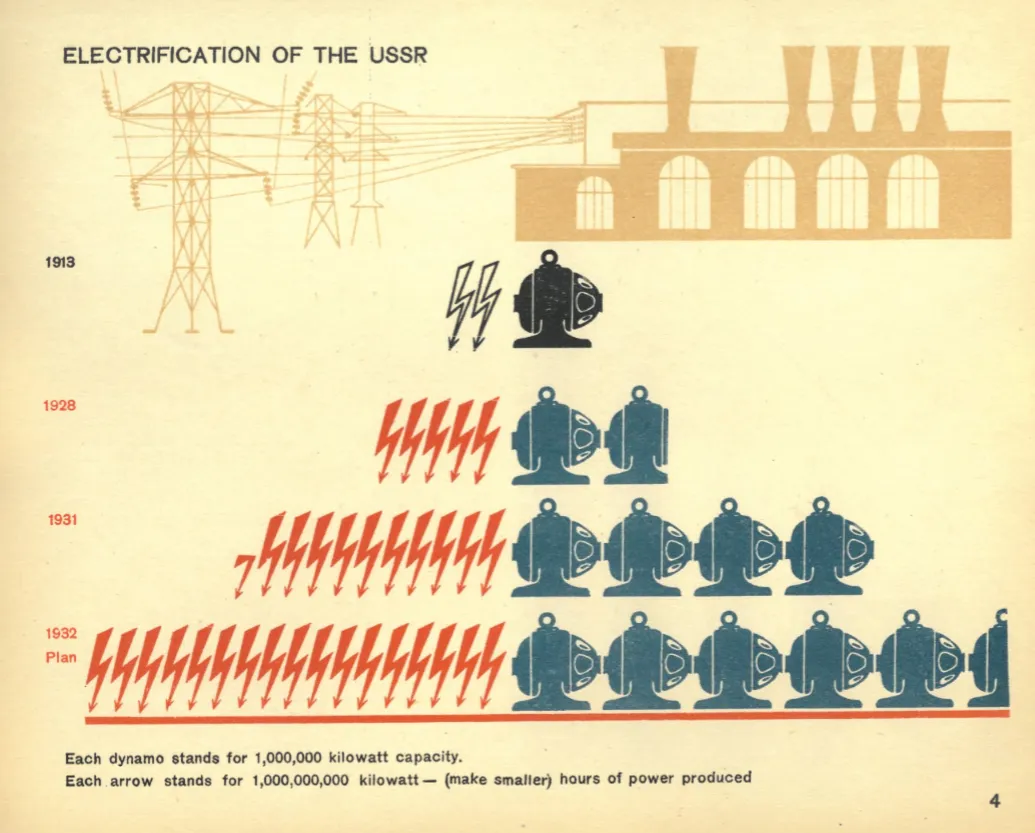 ELECTRIFICATION OF THE USSR
1913
1928
1931
1932
Plan
Each dynamo stands for 1,000,000 kilowatt capacity.
Each arrow stands for 1,000,000,000 kilowatt — (make smaller) hours of power produced
4